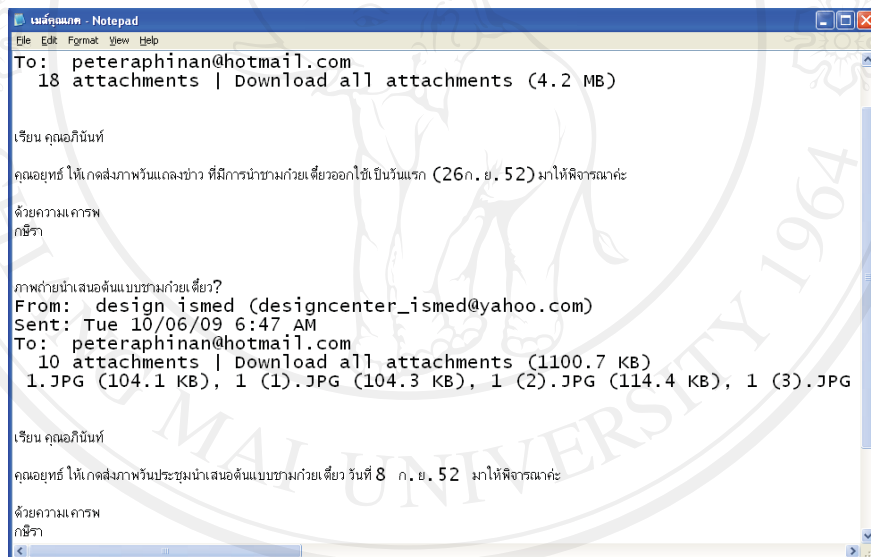 เมล์คุณเกด - Notepad
File Edit Format View Help
To:  peteraphinan@hotmail.com
18 attachments | Download all attachments (4.2 MB)
เรียน คุณอภินันท์
คุณอยุทธ์ ให้เกดส่งภาพวันแถลงข่าว ที่มีการนำชามก๋วยเตี๋ยวออกใช้เป็นวันแรก (26ก.ย.52) มาให้พิจารณาค่ะ
ด้วยความเคารพ
กษิรา
ภาพถ่ายนำเสนอต้นแบบชามก๋วยเตี๋ยว?
From:  design ismed (designcenter_ismed@yahoo.com)
Sent: Tue 10/06/09 6:47 AM
To:  peteraphinan@hotmail.com
10 attachments | Download all attachments (1100.7 KB)
1.JPG (104.1 KB), 1 (1).JPG (104.3 KB), 1 (2).JPG (114.4 KB), 1 (3).JPG
เรียน คุณอภินันท์
คุณอยุทธ์ ให้เกดส่งภาพวันประชุมนำเสนอต้นแบบชามก๋วยเตี๋ยว วันที่ 8 ก.ย.52 มาให้พิจารณาค่ะ
ด้วยความเคารพ
กษิรา
MAI UNIVERSITY 1964